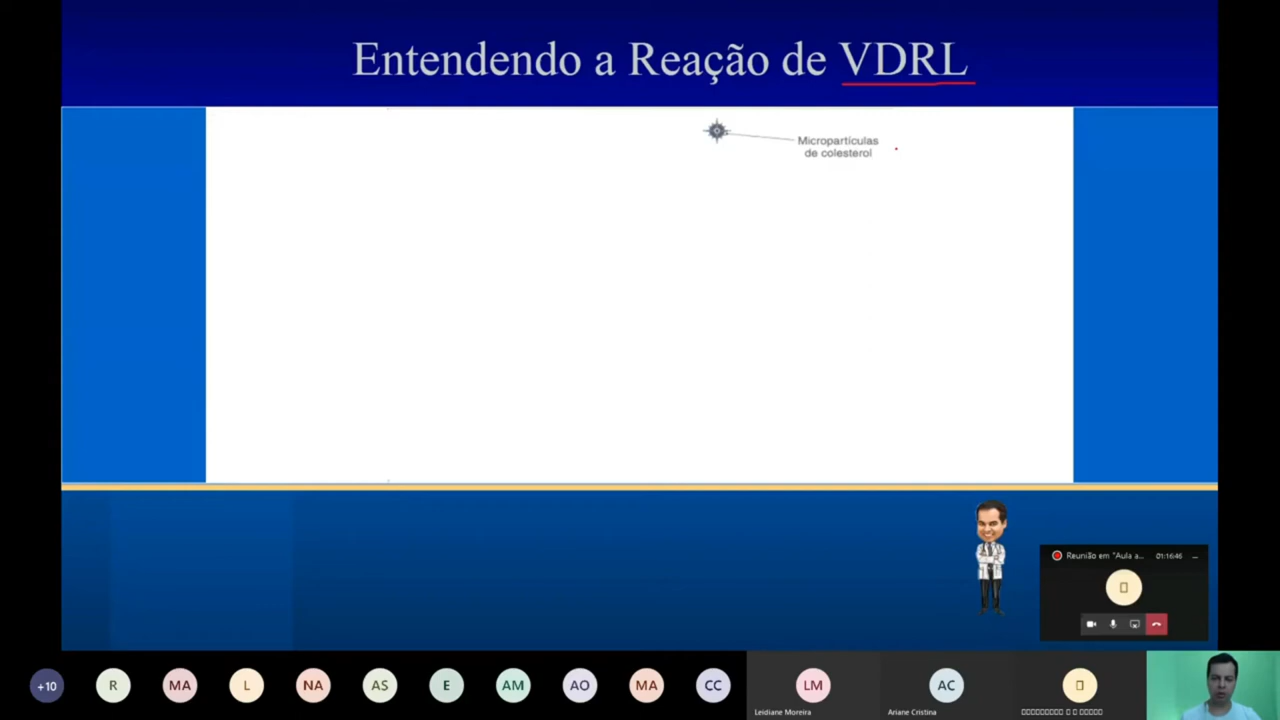 Entendendo a Reação de VDRL
Micropartículas
de colesterol
Reunião em "Aula a...
01:16:46
+10
R
MA
L
NA
AS
E
AM
AO
MA
CC
LM
AC
Leidiane Moreira
Ariane Cristina